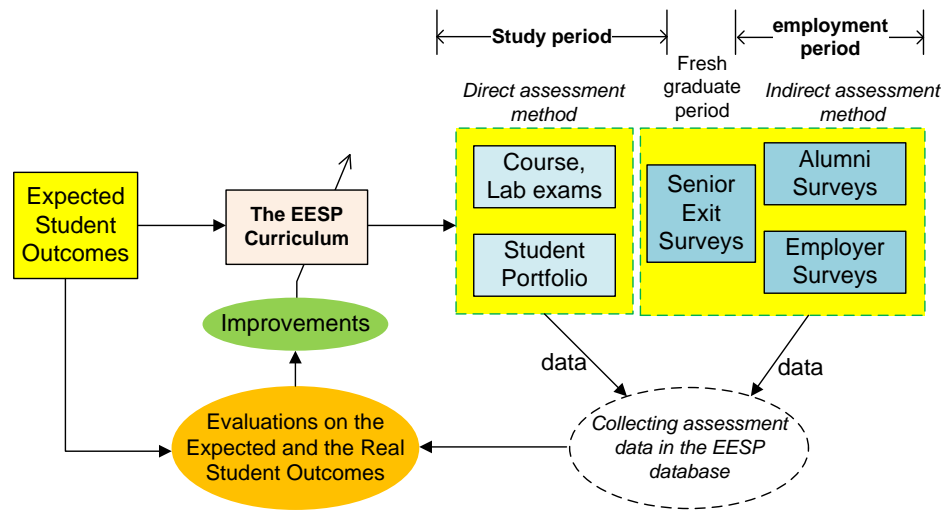 Study period
employment
period
Fresh
graduate
period
Direct assessment
method
Indirect assessment
method
Expected
Student
Outcomes
The EESP
Curriculum
Course,
Lab exams
Student
Portfolio
Senior
Exit
Surveys
Alumni
Surveys
Employer
Surveys
Improvements
data
data
Evaluations on the
Expected and the Real
Student Outcomes
Collecting assessment
data in the EESP
database